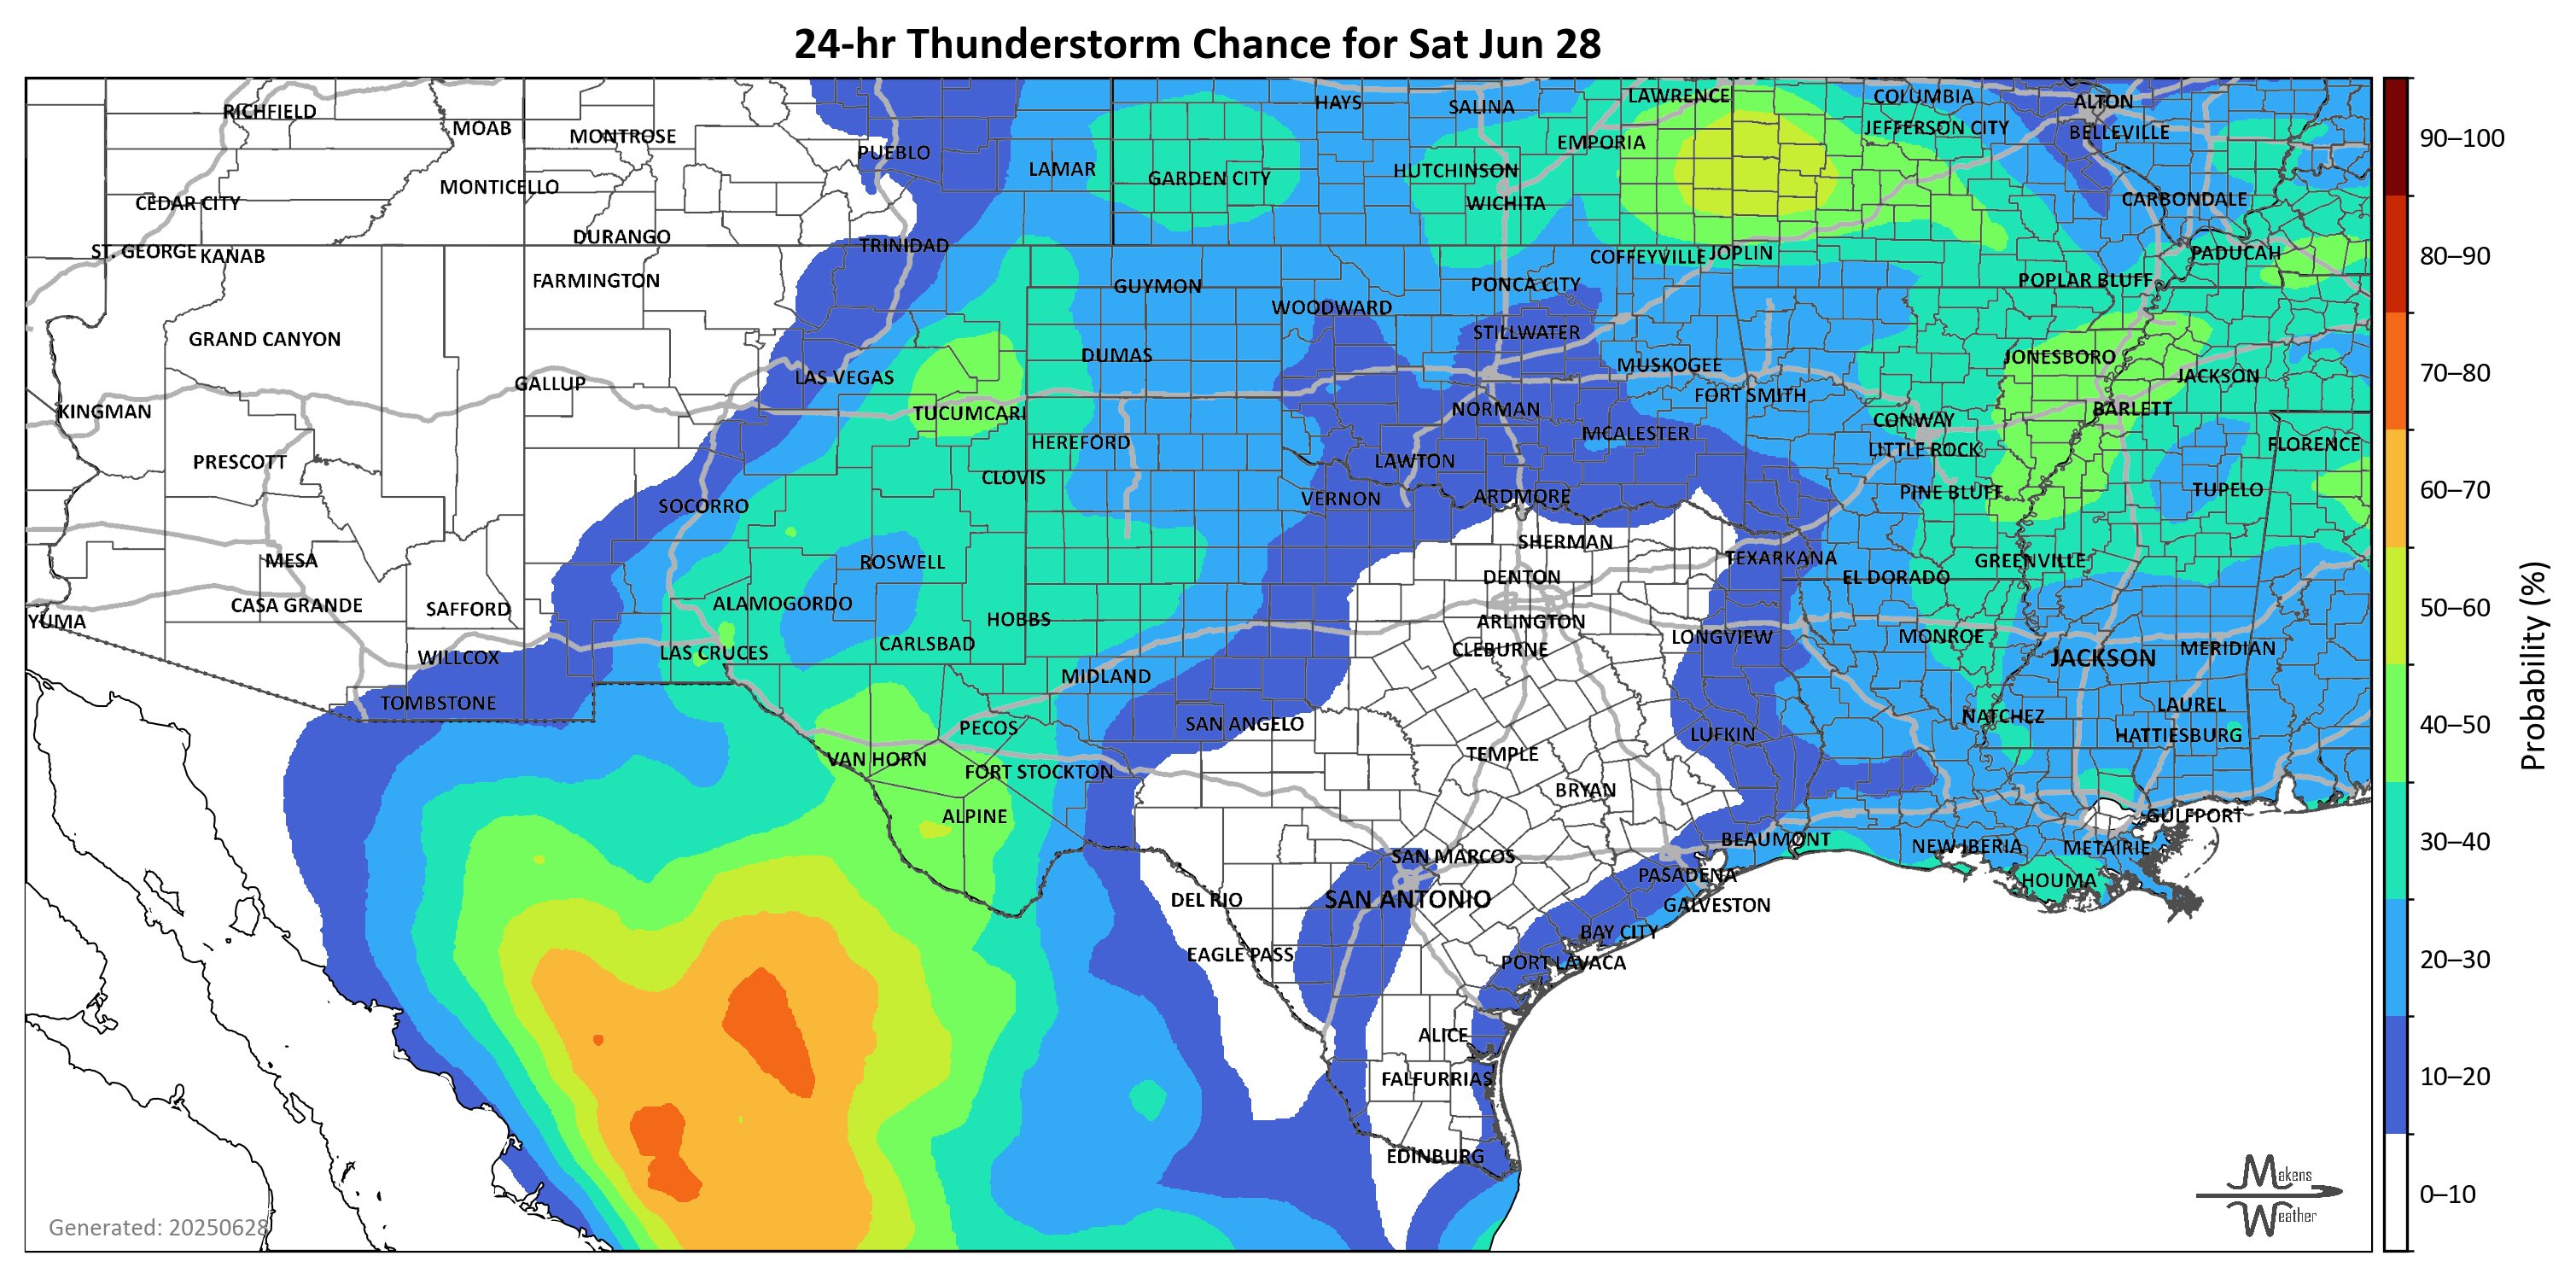 24-hr Thunderstorm Chance for Sat Jun 28
RICHFIELD
MOAB
MONTROSE
PUEBLO
LAMAR
GARDEN CITY
HAYS
SALINA
LAWRENCE
EMPORIA
HUTCHINSON
WICHITA
COLUMBIA
JEFFERSON CITY
ALTON
BELLEVILLE
CARBONDALE
CEDAR CITY
MONTICELLO
DURANGO
TRINIDAD
ST. GEORGE
KANAB
FARMINGTON
GUYMON
WOODWARD
PONCA CITY
COFFEYVILLE
JOPLIN
POPLAR BLUFF
PADUCAH
GRAND CANYON
GALLUP
LAS VEGAS
DUMAS
STILLWATER
MUSKOGEE
FORT SMITH
JONESBORO
JACKSON
BARLETT
KINGMAN
TUCUMCARI
HEREFORD
NORMAN
MCALESTER
CONWAY
LITTLE ROCK
FLORENCE
PRESCOTT
CLOVIS
LAWTON
VERNON
ARDMORE
PINE BLUFF
TUPELO
SOCORRO
ROSWELL
SHERMAN
TEXARKANA
GREENVILLE
MESA
DENTON
EL DORADO
CASA GRANDE
SAFFORD
ALAMOGORDO
HOBBS
ARLINGTON
YUMA
CARLSBAD
CLEBURNE
LONGVIEW
MONROE
JACKSON
MERIDIAN
WILLCOX
LAS CRUCES
MIDLAND
TOMBSTONE
PECOS
SAN ANGELO
LUFKIN
NATCHEZ
LAUREL
HATTIESBURG
VAN HORN
FORT STOCKTON
TEMPLE
BRYAN
ALPINE
BEAUMONT
NEW IBERIA
METAIRIE
GULFPORT
SAN MARCOS
PASADENA
HOUMA
DEL RIO
SAN ANTONIO
GALVESTON
BAY CITY
EAGLE PASS
PORT LAVACA
ALICE
FALFURRIAS
EDINBURG
Generated: 20250628
Makens
Weather
90–100
80–90
70–80
60–70
50–60
40–50
30–40
20–30
10–20
0–10
Probability (%)